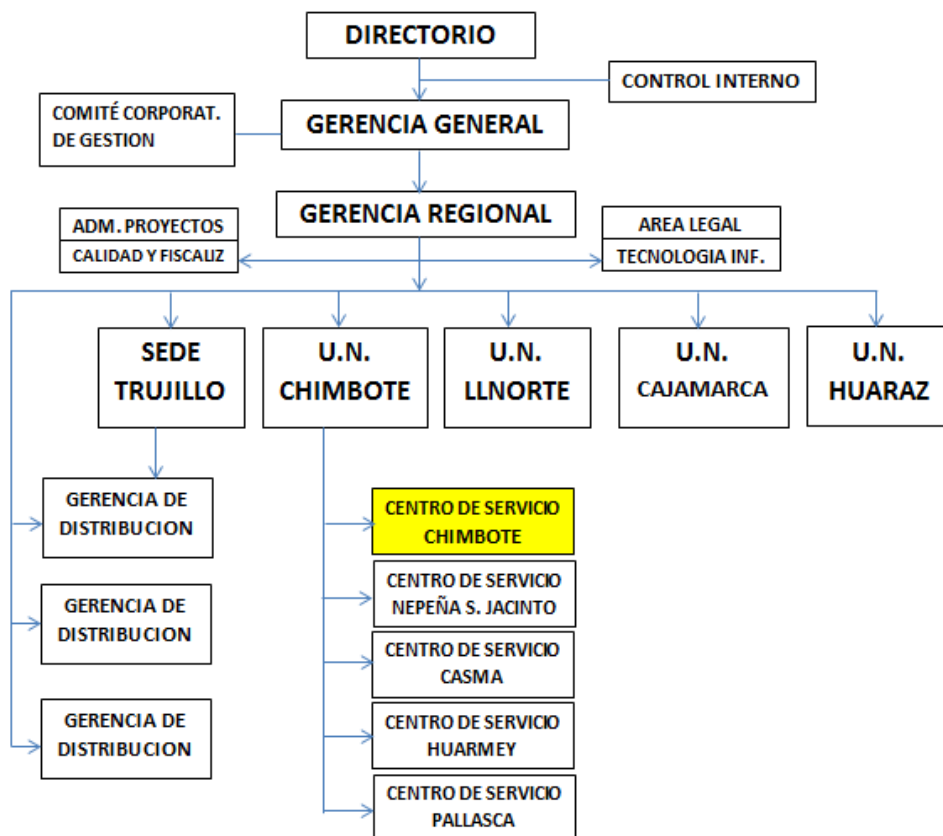 DIRECTORIO
CONTROL INTERNO
COMITÉ CORPORAT.
DE GESTION
GERENCIA GENERAL
GERENCIA REGIONAL
ADM. PROYECTOS
CALIDAD Y FISCALIZ
AREA LEGAL
TECNOLOGIA INF.
SEDE
TRUJILLO
U.N.
CHIMBOTE
U.N.
LLNORTE
U.N.
CAJAMARCA
U.N.
HUARAZ
GERENCIA DE
DISTRIBUCION
GERENCIA DE
DISTRIBUCION
GERENCIA DE
DISTRIBUCION
CENTRO DE SERVICIO
CHIMBOTE
CENTRO DE SERVICIO
NEPEÑA S. JACINTO
CENTRO DE SERVICIO
CASMA
CENTRO DE SERVICIO
HUARMEY
CENTRO DE SERVICIO
PALLASCA